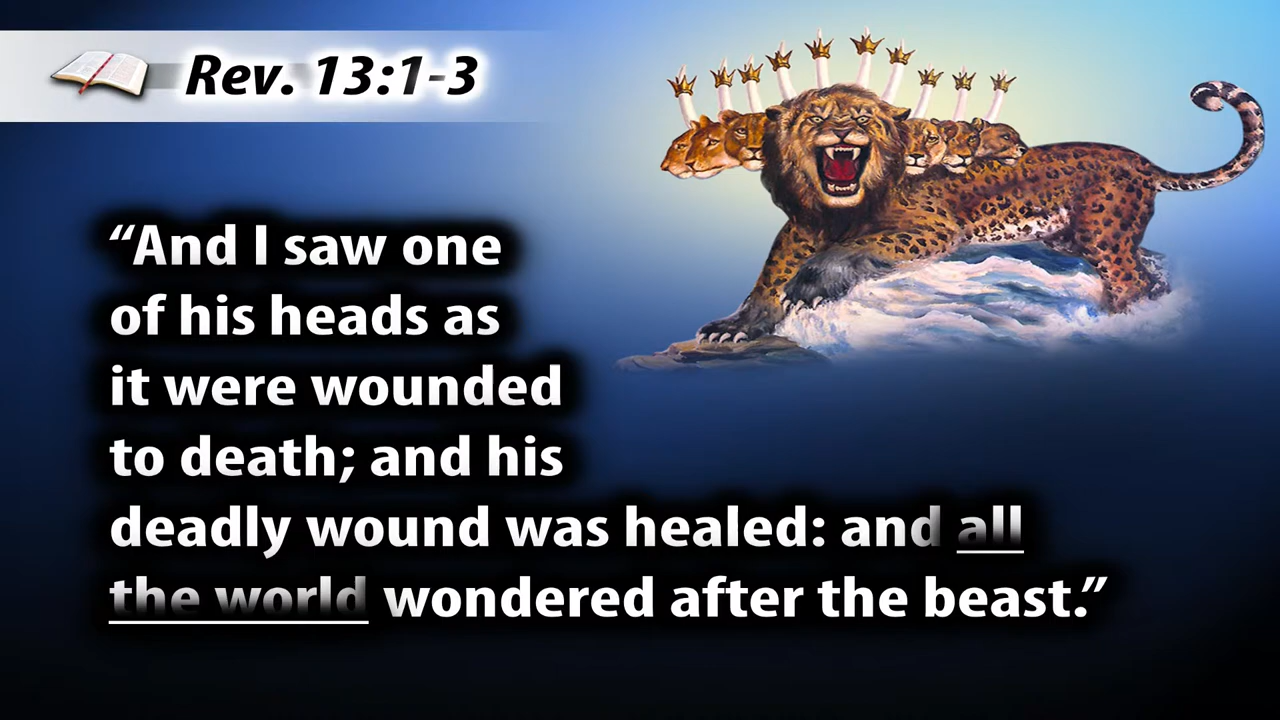 Rev. 13:1-3
“And I saw one
of his heads as
it were wounded
to death; and his
deadly wound was healed: and all
the world wondered after the beast.”